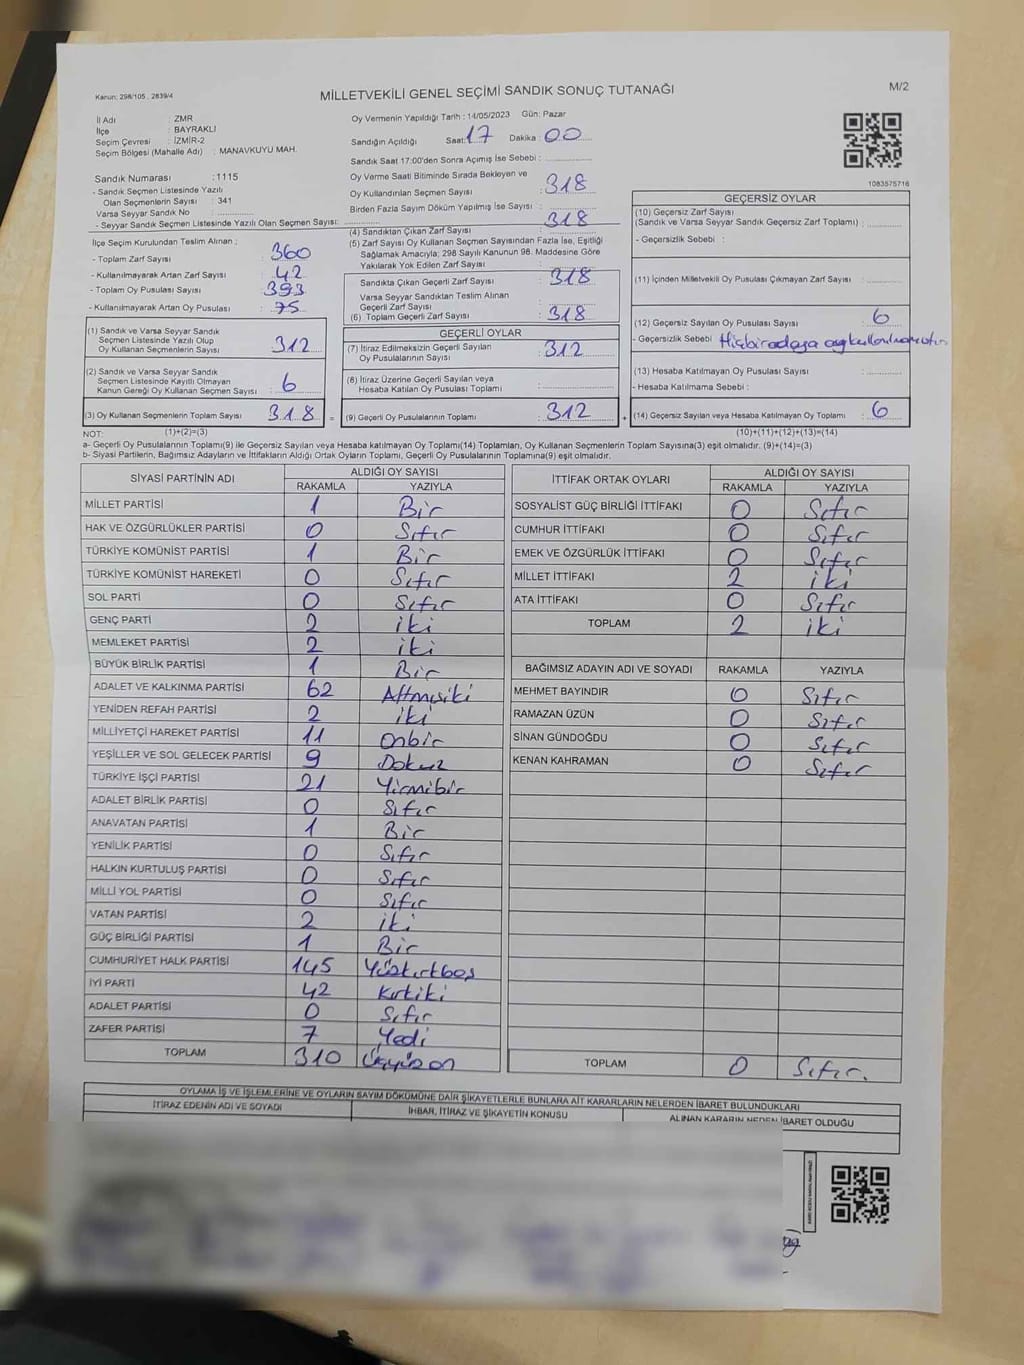 Kanun: 298/105 , 2839/4
MİLLETVEKİLİ GENEL SEÇİMİ SANDIK SONUÇ TUTANAĞI
M/2
İl Adı : ZMR
İlçe : BAYRAKLI
Seçim Çevresi : İZMİR-2
Seçim Bölgesi (Mahalle Adı) : MANAVKUYU MAH.
Sandık Numarası : 1115
- Sandık Seçmen Listesinde Yazılı
Olan Seçmenlerin Sayısı : 341
Varsa Seyyar Sandık No :
- Seyyar Sandık Seçmen Listesinde Yazılı Olan Seçmen Sayısı:
İlçe Seçim Kurulundan Teslim Alınan ;
- Toplam Zarf Sayısı : 360
- Kullanılmayarak Artan Zarf Sayısı : 42
- Toplam Oy Pusulası Sayısı : 393
- Kullanılmayarak Artan Oy Pusulası : 75
(1) Sandık ve Varsa Seyyar Sandık
Seçmen Listesinde Yazılı Olup
Oy Kullanan Seçmenlerin Sayısı : 312
(2) Sandık ve Varsa Seyyar Sandık
Seçmen Listesinde Kayıtlı Olmayan
Kanun Gereği Oy Kullanan Seçmen Sayısı : 6
(3) Oy Kullanan Seçmenlerin Toplam Sayısı : 318 =
(1)+(2)=(3)
Oy Vermenin Yapıldığı Tarih : 14/05/2023 Gün: Pazar
Sandığın Açıldığı Saat: 17 Dakika : 00
Sandık Saat 17:00'den Sonra Açımış İse Sebebi :
Oy Verme Saati Bitiminde Sırada Bekleyen ve
Oy Kullandırılan Seçmen Sayısı : 318
Birden Fazla Sayım Döküm Yapılmış İse Sayısı :
(4) Sandıktan Çıkan Zarf Sayısı : 318
(5) Zarf Sayısı Oy Kullanan Seçmen Sayısından Fazla İse, Eşitliği
Sağlamak Amacıyla; 298 Sayılı Kanunun 98. Maddesine Göre
Yakılarak Yok Edilen Zarf Sayısı :
Sandıkta Çıkan Geçerli Zarf Sayısı : 318
Varsa Seyyar Sandıktan Teslim Alınan
Geçerli Zarf Sayısı :
(6) Toplam Geçerli Zarf Sayısı : 318
GEÇERLİ OYLAR
(7) İtiraz Edilmeksizin Geçerli Sayılan
Oy Pusulalarının Sayısı : 312
(8) İtiraz Üzerine Geçerli Sayılan veya
Hesaba Katılan Oy Pusulası Toplamı :
(9) Geçerli Oy Pusulalarının Toplamı : 312 +
1083575716
GEÇERSİZ OYLAR
(10) Geçersiz Zarf Sayısı
(Sandık ve Varsa Seyyar Sandık Geçersiz Zarf Toplamı) :
- Geçersizlik Sebebi :
(11) İçinden Milletvekili Oy Pusulası Çıkmayan Zarf Sayısı :
(12) Geçersiz Sayılan Oy Pusulası Sayısı : 6
- Geçersizlik Sebebi : Hiçbir adaya oy kullanılmamıştır.
(13) Hesaba Katılmayan Oy Pusulası Sayısı :
- Hesaba Katılmama Sebebi :
(14) Geçersiz Sayılan veya Hesaba Katılmayan Oy Toplamı : 6
(10)+(11)+(12)+(13)=(14)
NOT:
a- Geçerli Oy Pusulalarının Toplamı(9) ile Geçersiz Sayılan veya Hesaba katılmayan Oy Toplamı(14) Toplamları, Oy Kullanan Seçmenlerin Toplam Sayısına(3) eşit olmalıdır. (9)+(14)=(3)
b- Siyasi Partilerin, Bağımsız Adayların ve İttifakların Aldığı Ortak Oyların Toplamı, Geçerli Oy Pusulalarının Toplamına(9) eşit olmalıdır.
SİYASİ PARTİNİN ADI ALDIĞI OY SAYISI
RAKAMLA YAZIYLA
MİLLET PARTİSİ 1 Bir
HAK VE ÖZGÜRLÜKLER PARTİSİ 0 Sıfır
TÜRKİYE KOMÜNİST PARTİSİ 1 Bir
TÜRKİYE KOMÜNİST HAREKETİ 0 Sıfır
SOL PARTİ 0 Sıfır
GENÇ PARTİ 2 iki
MEMLEKET PARTİSİ 2 iki
BÜYÜK BİRLİK PARTİSİ 1 Bir
ADALET VE KALKINMA PARTİSİ 62 Altmışiki
YENİDEN REFAH PARTİSİ 2 iki
MİLLİYETÇİ HAREKET PARTİSİ 11 Onbir
YEŞİLLER VE SOL GELECEK PARTİSİ 9 Dokuz
TÜRKİYE İŞÇİ PARTİSİ 21 Yirmibir
ADALET BİRLİK PARTİSİ 0 Sıfır
ANAVATAN PARTİSİ 1 Bir
YENİLİK PARTİSİ 0 Sıfır
HALKIN KURTULUŞ PARTİSİ 0 Sıfır
MİLLİ YOL PARTİSİ 0 Sıfır
VATAN PARTİSİ 2 iki
GÜÇ BİRLİĞİ PARTİSİ 1 Bir
CUMHURİYET HALK PARTİSİ 145 Yüzkırkbeş
İYİ PARTİ 42 Kırkiki
ADALET PARTİSİ 0 Sıfır
ZAFER PARTİSİ 7 Yedi
TOPLAM 310 Üçyüzon
İTTİFAK ORTAK OYLARI ALDIĞI OY SAYISI
RAKAMLA YAZIYLA
SOSYALİST GÜÇ BİRLİĞİ İTTİFAKI 0 Sıfır
CUMHUR İTTİFAKI 0 Sıfır
EMEK VE ÖZGÜRLÜK İTTİFAKI 0 Sıfır
MİLLET İTTİFAKI 2 iki
ATA İTTİFAKI 0 Sıfır
TOPLAM 2 iki
BAĞIMSIZ ADAYIN ADI VE SOYADI RAKAMLA YAZIYLA
MEHMET BAYINDIR 0 Sıfır
RAMAZAN ÜZÜN 0 Sıfır
SİNAN GÜNDOĞDU 0 Sıfır
KENAN KAHRAMAN 0 Sıfır
TOPLAM 0 Sıfır.
OYLAMA İŞ VE İŞLEMLERİNE VE OYLARIN SAYIM DÖKÜMÜNE DAİR ŞİKAYETLERLE BUNLARA AİT KARARLARIN NELERDEN İBARET BULUNDUKLARI
İTİRAZ EDENİN ADI VE SOYADI İHBAR, İTİRAZ VE ŞİKAYETİN KONUSU ALINAN KARARIN NEDEN İBARET OLDUĞU